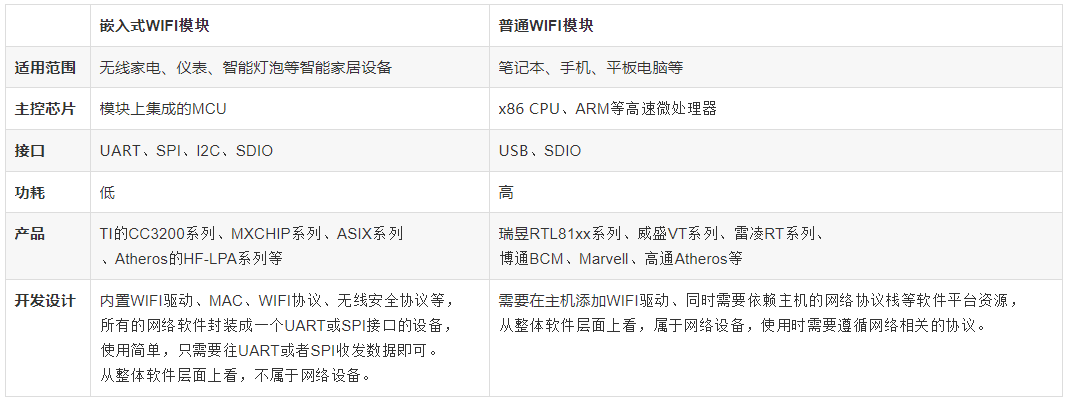 嵌入式WIFI模块 普通WIFI模块
适用范围 无线家电、仪表、智能灯泡等智能家居设备 笔记本、手机、平板电脑等
主控芯片 模块上集成的MCU x86 CPU、ARM等高速微处理器
接口 UART、SPI、I2C、SDIO USB、SDIO
功耗 低 高
产品 TI的CC3200系列、MXCHIP系列、ASIX系列 瑞昱RTL81xx系列、威盛VT系列、雷凌RT系列、
、Atheros的HF-LPA系列等 博通BCM、Marvell、高通Atheros等
开发设计 内置WIFI驱动、MAC、WIFI协议、无线安全协议等， 需要在主机添加WIFI驱动、同时需要依赖主机的网络协议栈等软件平台资源，
所有的网络软件封装成一个UART或SPI接口的设备， 从整体软件层面上看，属于网络设备，使用时需要遵循网络相关的协议。
使用简单，只需要往UART或者SPI收发数据即可。
从整体软件层面上看，不属于网络设备。